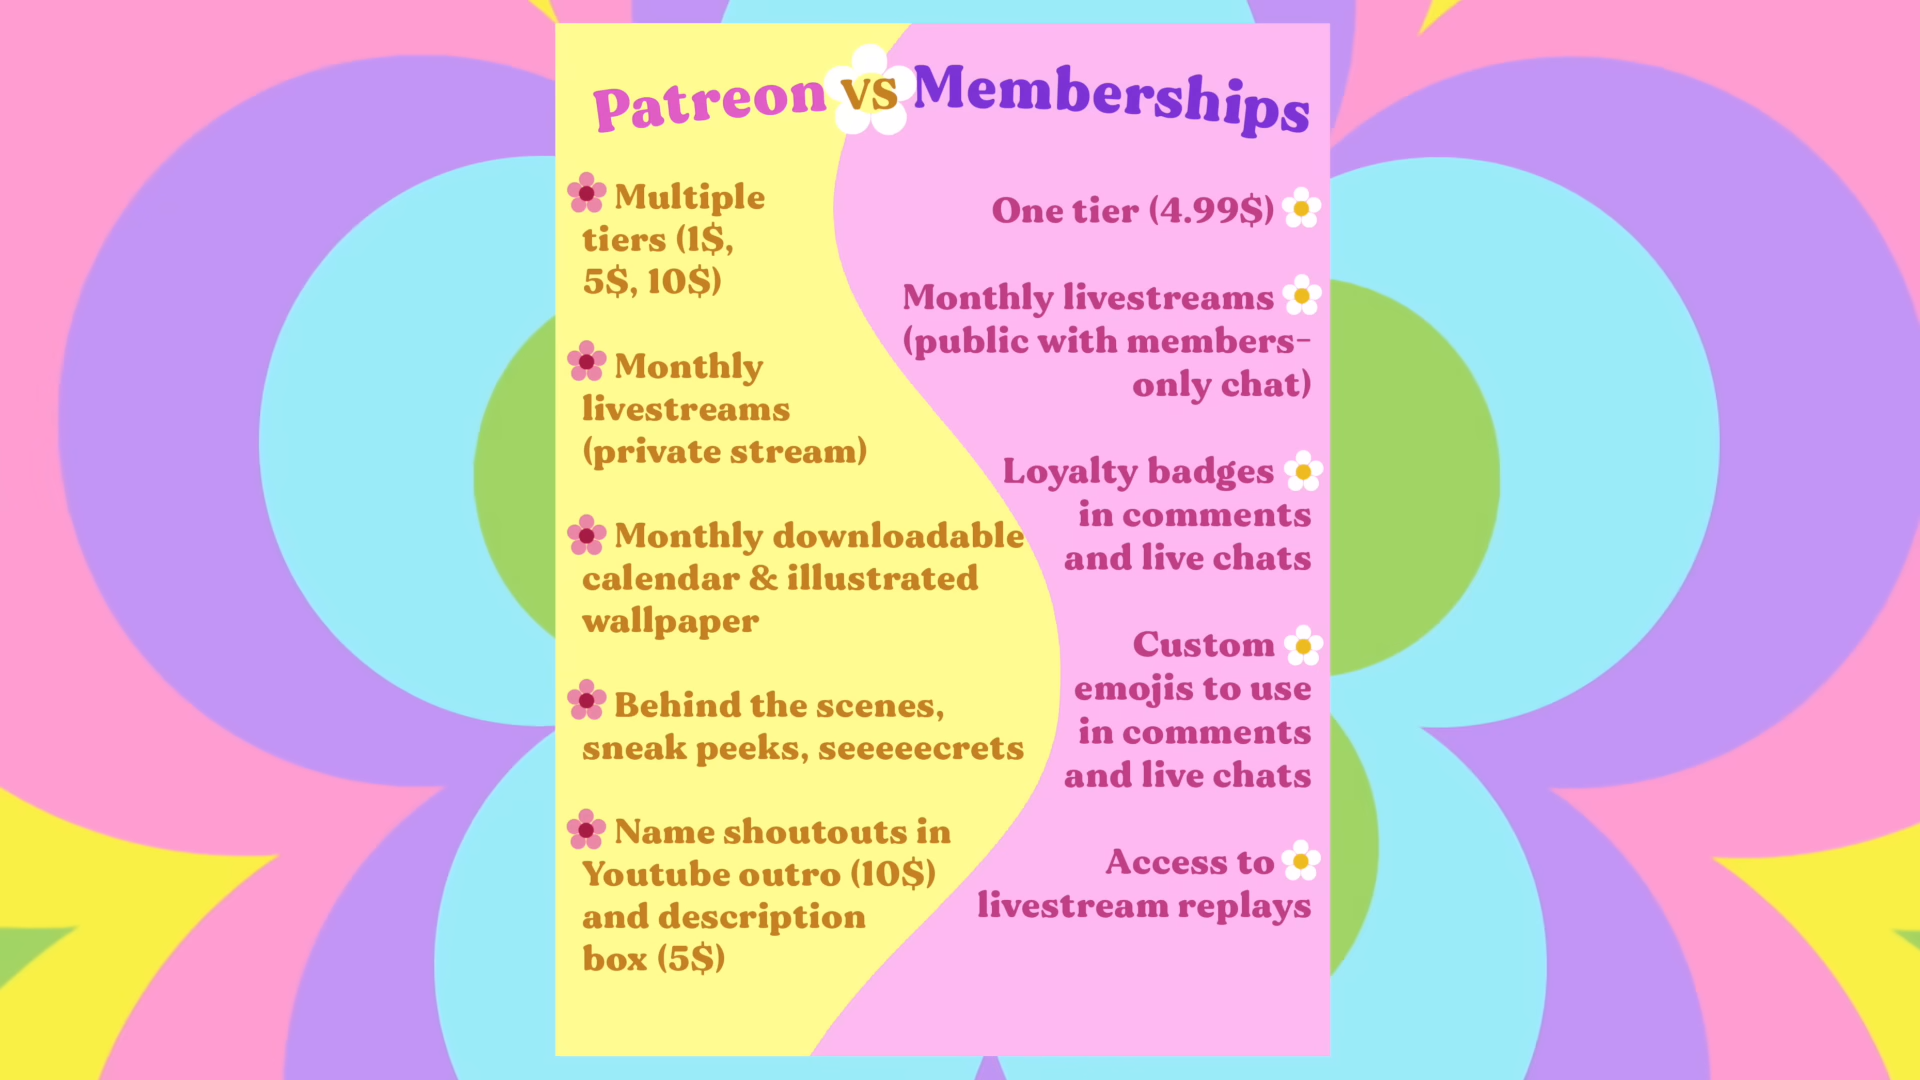 Patreon vs Memberships
Multiple
tiers (1$,
5$, 10$)
Monthly
livestreams
(private stream)
Monthly downloadable
calendar & illustrated
wallpaper
Behind the scenes,
sneak peeks, seeeeecrets
Name shoutouts in
Youtube outro (10$)
and description
box (5$)
One tier (4.99$)
Monthly livestreams
(public with members-
only chat)
Loyalty badges
in comments
and live chats
Custom
emojis to use
in comments
and live chats
Access to
livestream replays